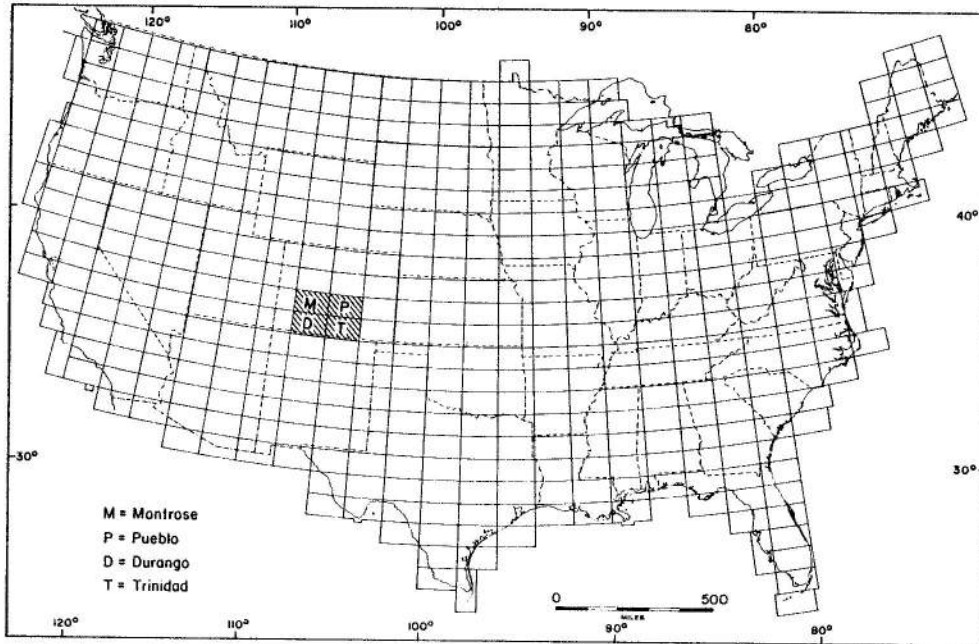 120° 110° 100° 90° 80°
40°
M P
D T
30° 30°
M = Montrose
P = Pueblo
D = Durango
T = Trinidad
0 500
MILES
120° 110° 100° 90° 80°